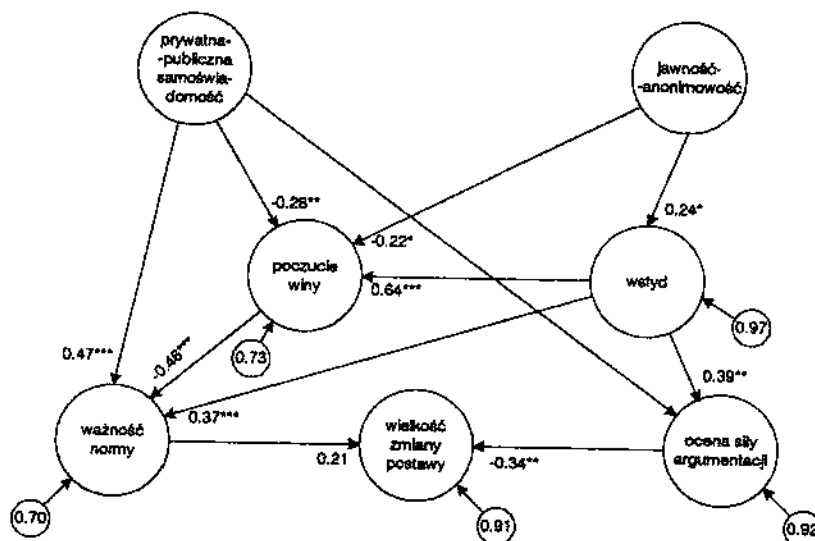 prywatna-
-publiczna
samoświa-
domość
jawność-
-anonimowość
-0.28**
0.24*
-0.22*
poczucie
winy
0.64***
wstyd
0.73
0.97
0.47***
-0.46***
0.39**
0.37***
ważność
normy
wielkość
zmiany
postawy
ocena siły
argumentacji
0.21
-0.34**
0.70
0.91
0.92